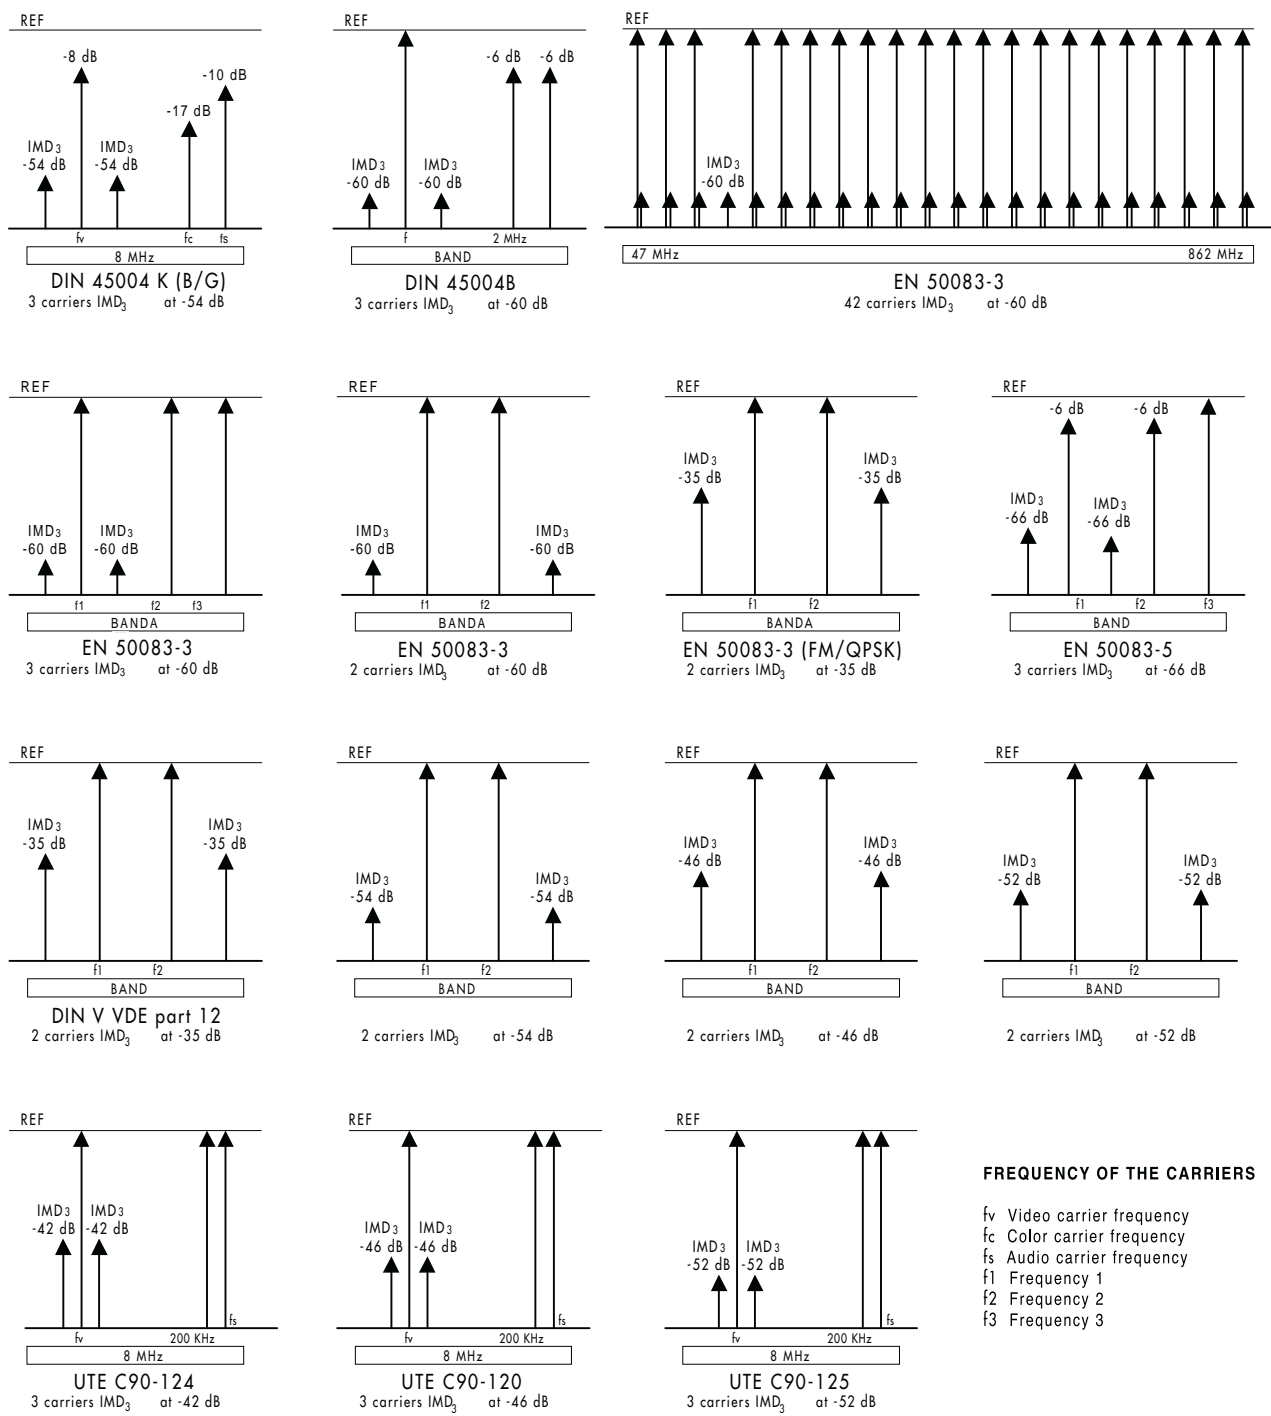 REF
-8 dB
-10 dB
-17 dB
IMD3
-54 dB
IMD3
-54 dB
fv
fc
fs
8 MHz
DIN 45004 K (B/G)
3 carriers IMD3 at -54 dB
REF
-6 dB
-6 dB
IMD3
-60 dB
IMD3
-60 dB
f
2 MHz
BAND
DIN 45004B
3 carriers IMD3 at -60 dB
REF
IMD3
-60 dB
47 MHz
862 MHz
EN 50083-3
42 carriers IMD3 at -60 dB
REF
IMD3
-60 dB
IMD3
-60 dB
f1
f2
f3
BANDA
EN 50083-3
3 carriers IMD3 at -60 dB
REF
IMD3
-60 dB
IMD3
-60 dB
f1
f2
BANDA
EN 50083-3
2 carriers IMD3 at -60 dB
REF
IMD3
-35 dB
IMD3
-35 dB
f1
f2
BANDA
EN 50083-3 (FM/QPSK)
2 carriers IMD3 at -35 dB
REF
-6 dB
-6 dB
IMD3
-66 dB
IMD3
-66 dB
f1
f2
f3
BAND
EN 50083-5
3 carriers IMD3 at -66 dB
REF
IMD3
-35 dB
IMD3
-35 dB
f1
f2
BAND
DIN V VDE part 12
2 carriers IMD3 at -35 dB
REF
IMD3
-54 dB
IMD3
-54 dB
f1
f2
BAND
2 carriers IMD3 at -54 dB
REF
IMD3
-46 dB
IMD3
-46 dB
f1
f2
BAND
2 carriers IMD3 at -46 dB
REF
IMD3
-52 dB
IMD3
-52 dB
f1
f2
BAND
2 carriers IMD3 at -52 dB
REF
IMD3
-42 dB
IMD3
-42 dB
fs
fv
200 KHz
8 MHz
UTE C90-124
3 carriers IMD3 at -42 dB
REF
IMD3
-46 dB
IMD3
-46 dB
fs
fv
200 KHz
8 MHz
UTE C90-120
3 carriers IMD3 at -46 dB
REF
IMD3
-52 dB
IMD3
-52 dB
fs
fv
200 KHz
8 MHz
UTE C90-125
3 carriers IMD3 at -52 dB
FREQUENCY OF THE CARRIERS
fv Video carrier frequency
fc Color carrier frequency
fs Audio carrier frequency
f1 Frequency 1
f2 Frequency 2
f3 Frequency 3